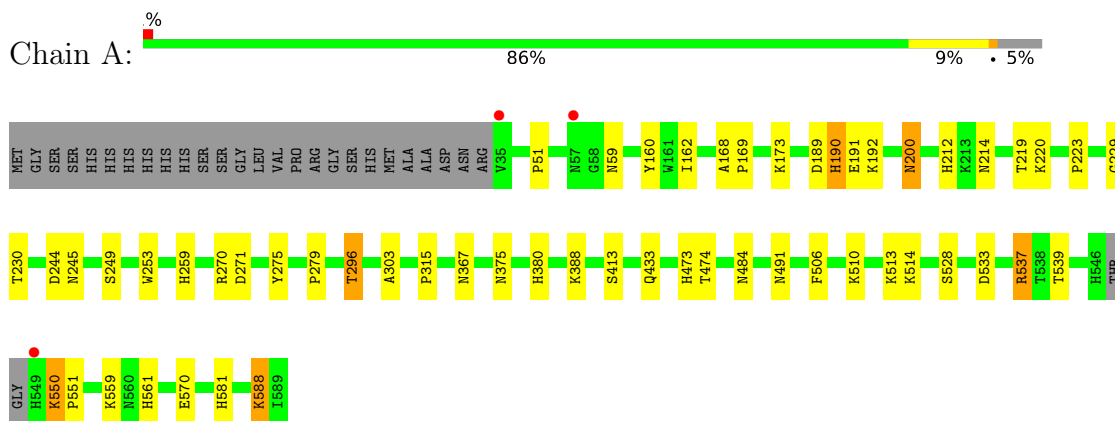 .%
Chain A:
86% 9% • 5%
MET GLY SER SER HIS HIS HIS HIS HIS HIS SER SER GLY LEU VAL PRO ARG GLY SER HIS MET ALA ALA ASP ASN ARG V35 P51 N57 G58 N59 Y160 W161 I162 A168 P169 K173 D189 H190 E191 K192 N200 H212 K213 N214 T219 K220 P223
T230 D244 N245 S249 W253 H259 R270 D271 Y275 P279 T296 A303 P315 N367 N375 H380 K388 S413 Q433 H473 T474 N484 N491 F506 K510 K513 K514 S528 D533 R537 T538 T539 H546 THR
GLY H549 K550 P551 K559 N560 H561 E570 H581 K588 I589